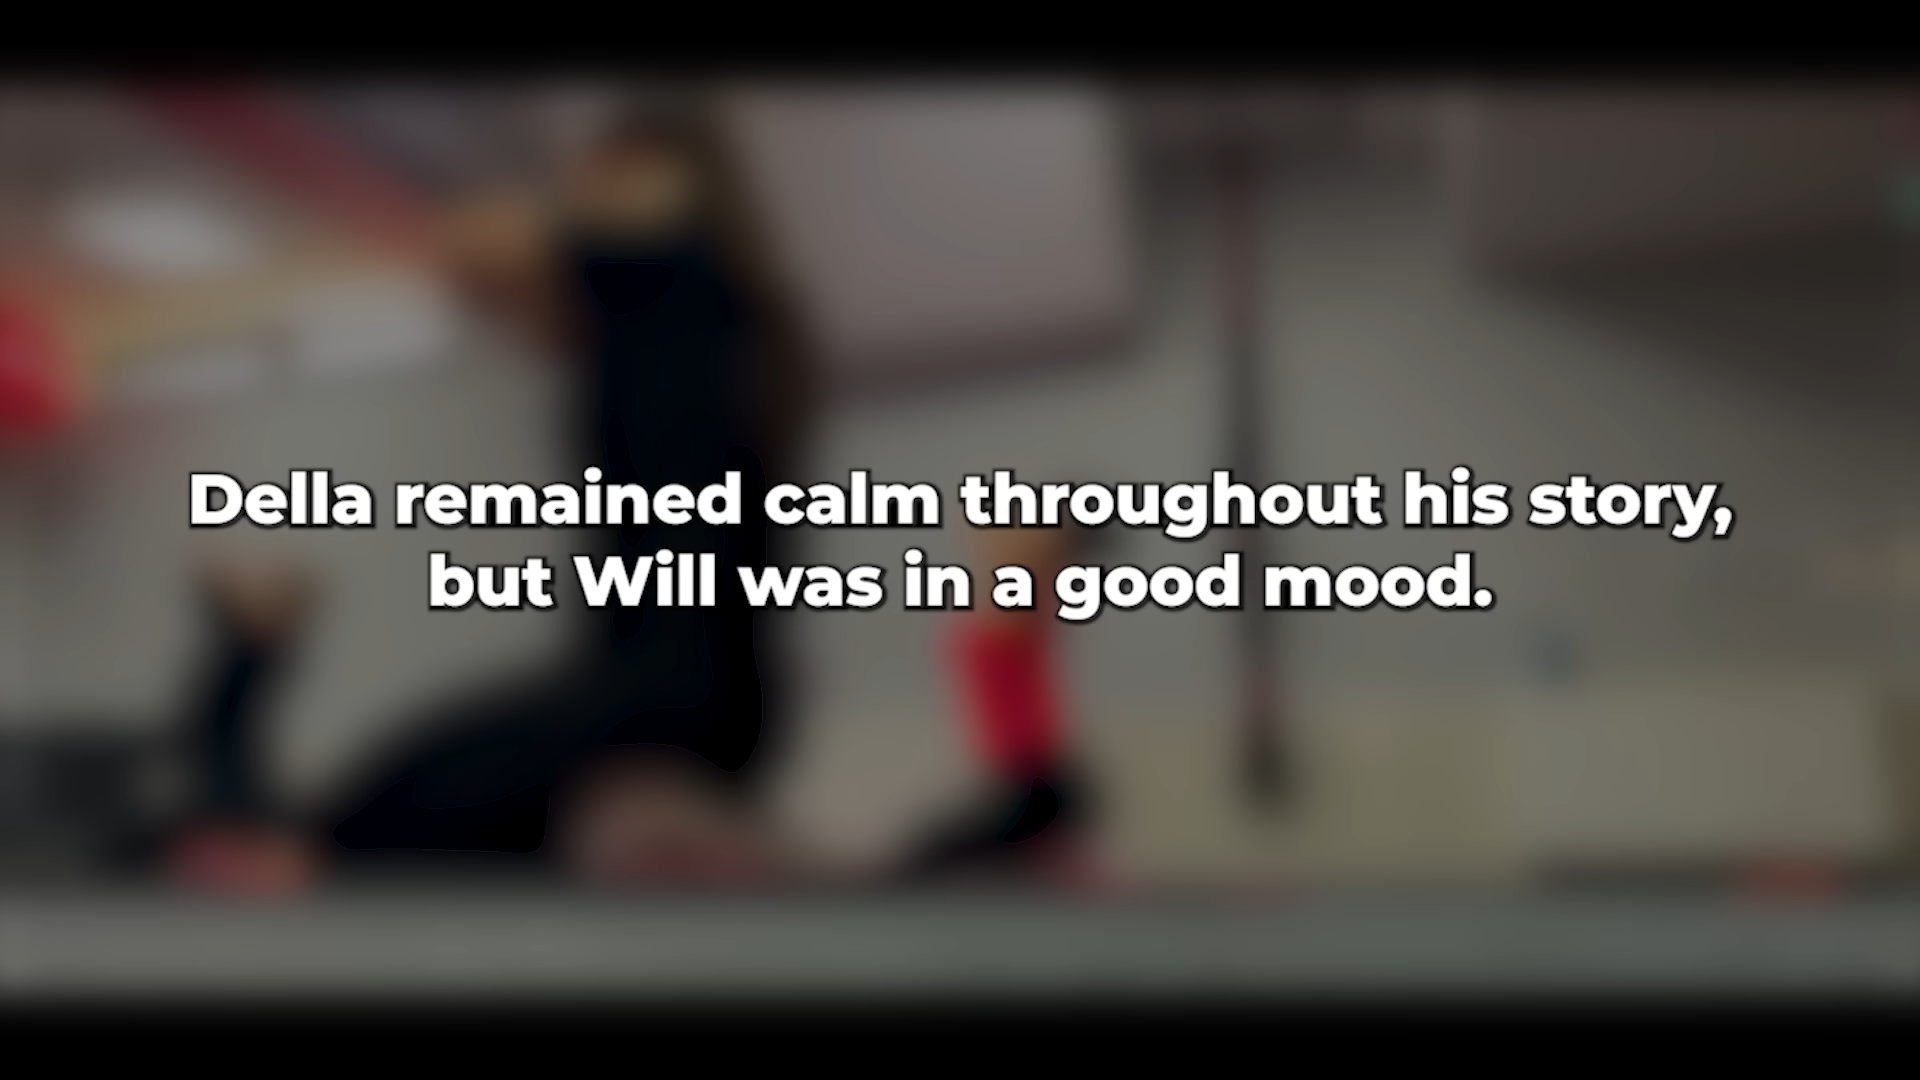 Della remained calm throughout his story,
but Will was in a good mood.